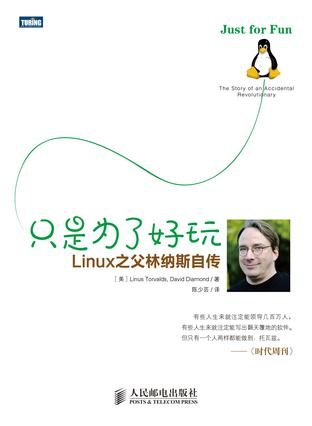 TURING
Just for Fun
The Story of an Accidental
Revolutionary
只是为了好玩
Linux之父林纳斯自传
[美] Linus Torvalds, David Diamond / 著
陈少芸 / 译
有些人生来就注定能领导几百万人。
有些人生来就注定能写出翻天覆地的软件。
但只有一个人两样都能做到：托瓦兹。
——《时代周刊》
人民邮电出版社
POSTS & TELECOM PRESS